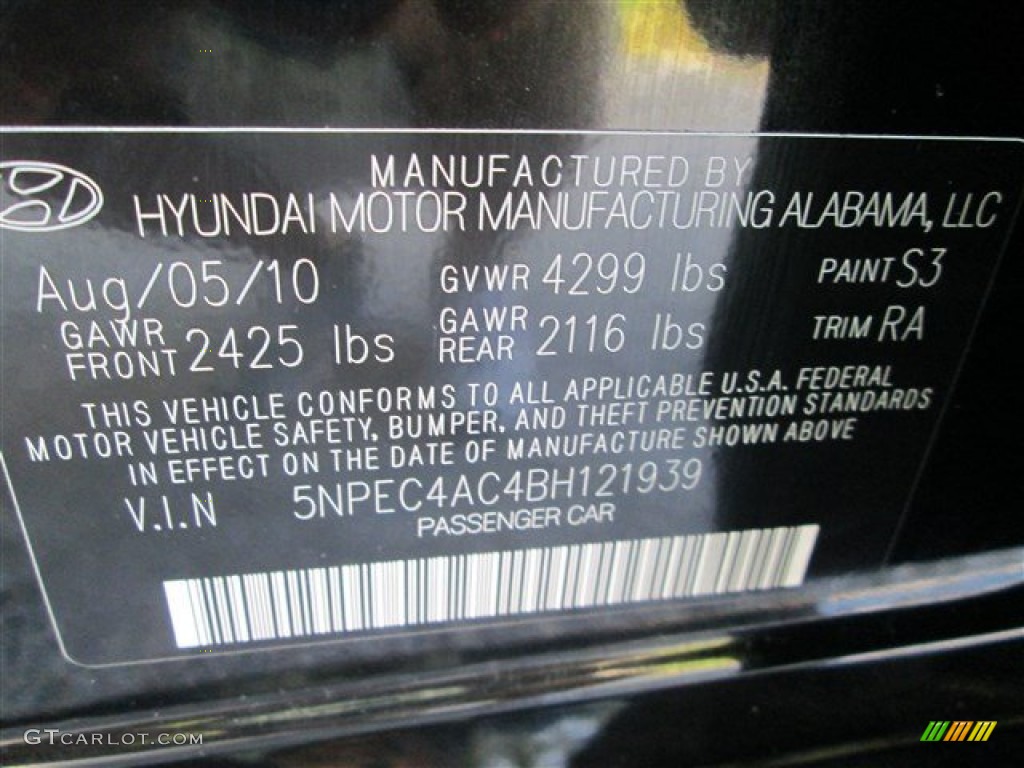 MANUFACTURED BY
HYUNDAI MOTOR MANUFACTURING ALABAMA, LLC
Aug/05/10 GVWR 4299 lbs PAINT S3
GAWR FRONT 2425 lbs GAWR REAR 2116 lbs TRIM RA
THIS VEHICLE CONFORMS TO ALL APPLICABLE U.S.A. FEDERAL
MOTOR VEHICLE SAFETY, BUMPER, AND THEFT PREVENTION STANDARDS
IN EFFECT ON THE DATE OF MANUFACTURE SHOWN ABOVE
V.I.N 5NPEC4AC4BH121939
PASSENGER CAR
GTCARLOT.COM